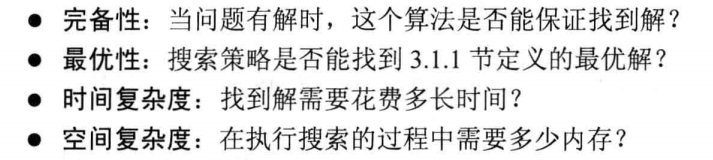 ● 完备性：当问题有解时，这个算法是否能保证找到解？
● 最优性：搜索策略是否能找到 3.1.1 节定义的最优解？
● 时间复杂度：找到解需要花费多长时间？
● 空间复杂度：在执行搜索的过程中需要多少内存？